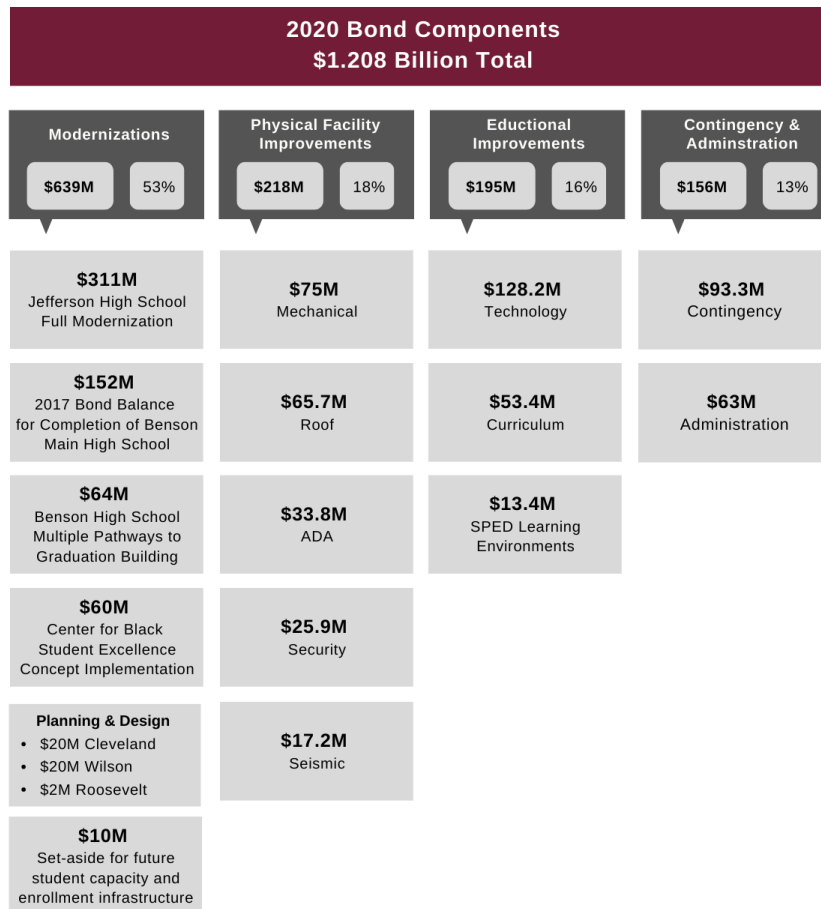 2020 Bond Components
$1.208 Billion Total
Modernizations
$639M
53%
$311M
Jefferson High School
Full Modernization
$152M
2017 Bond Balance
for Completion of Benson
Main High School
$64M
Benson High School
Multiple Pathways to
Graduation Building
$60M
Center for Black
Student Excellence
Concept Implementation
Planning & Design
• $20M Cleveland
• $20M Wilson
• $2M Roosevelt
$10M
Set-aside for future
student capacity and
enrollment infrastructure
Physical Facility
Improvements
$218M
18%
$75M
Mechanical
$65.7M
Roof
$33.8M
ADA
$25.9M
Security
$17.2M
Seismic
Eductional
Improvements
$195M
16%
$128.2M
Technology
$53.4M
Curriculum
$13.4M
SPED Learning
Environments
Contingency &
Adminstration
$156M
13%
$93.3M
Contingency
$63M
Administration